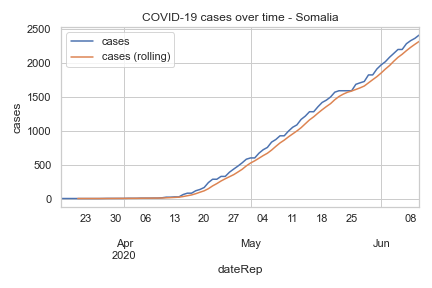 COVID-19 cases over time - Somalia
cases
cases (rolling)
2500
2000
1500
1000
500
0
cases
23 30 06 13 20 27 04 11 18 25 08
Apr May Jun
2020
dateRep